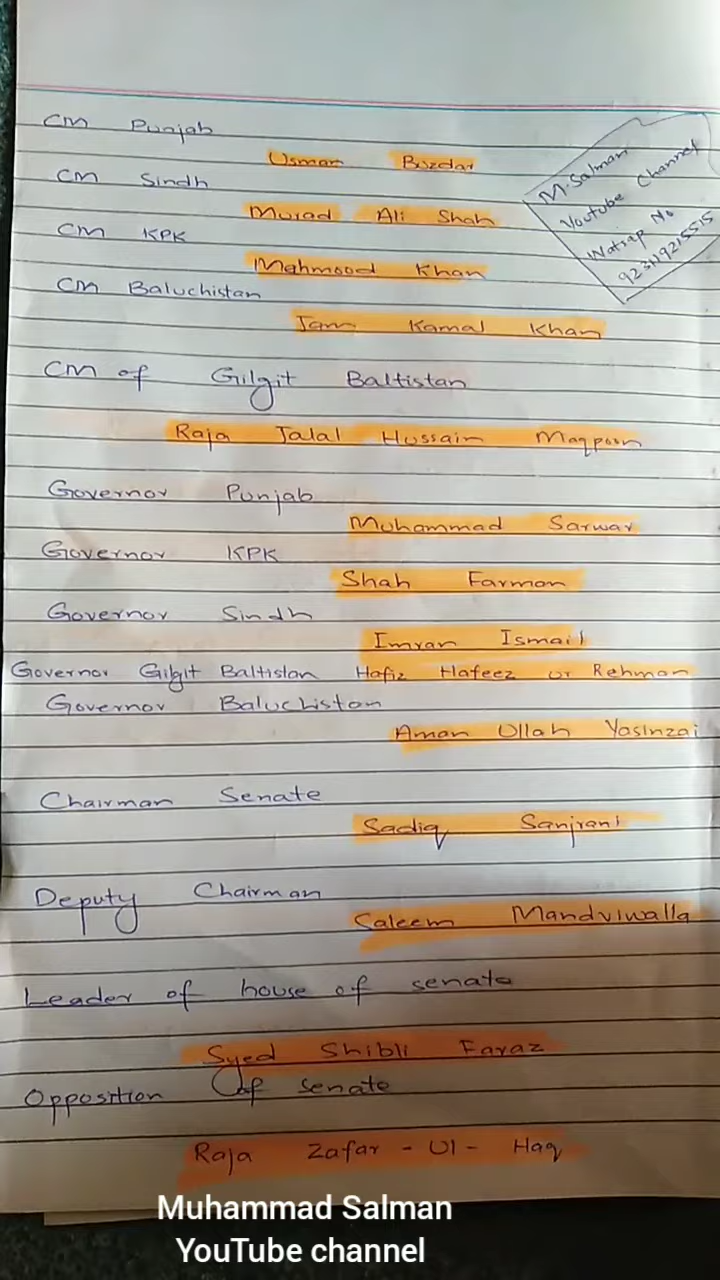 CM Punjab
Usman Buzdar
CM Sindh
Murad Ali Shah
CM KPK
Mahmood Khan
CM Baluchistan
Jam Kamal Khan
CM of Gilgit Baltistan
Raja Jalal Hussain Maqpoon
Governor Punjab
Muhammad Sarwar
Governor KPK
Shah Farman
Governor Sindh
Imran Ismail
Governor Gilgit Baltistan Hafiz Hafeez ur Rehman
Governor Baluchistan
Aman Ullah Yasinzai
Chairman Senate
Sadiq Sanjrani
Deputy Chairman
Saleem Mandviwalla
Leader of house of senate
Syed Shibli Faraz
Opposition of senate
Raja Zafar - Ul - Haq
M. Salman
Youtube Channel
Watsap No
923119215515
Muhammad Salman
YouTube channel